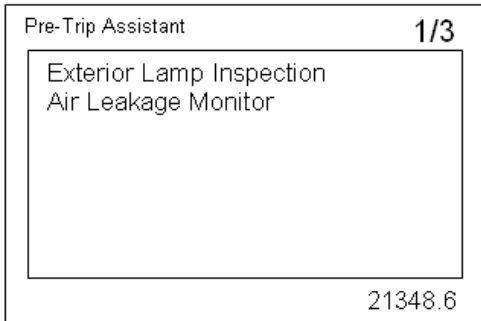 Pre-Trip Assistant
1/3
Exterior Lamp Inspection
Air Leakage Monitor
21348.6